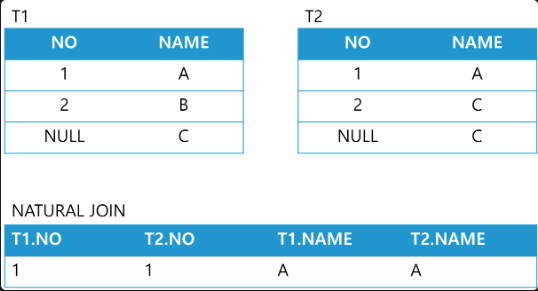 T1 T2
NO NAME NO NAME
1 A 1 A
2 B 2 C
NULL C NULL C
NATURAL JOIN
T1.NO T2.NO T1.NAME T2.NAME
1 1 A A